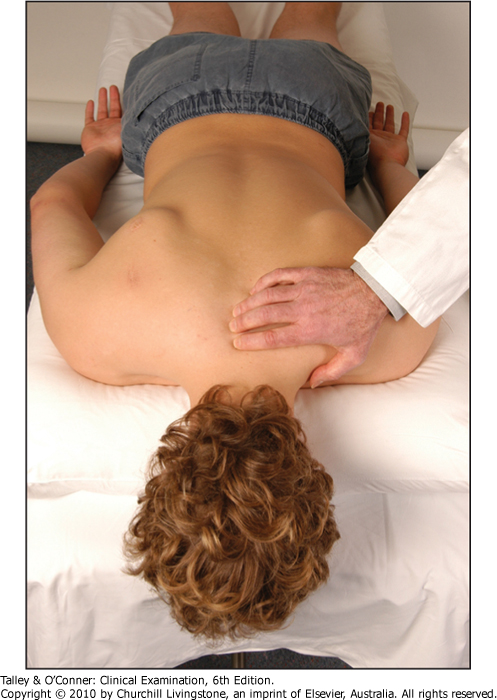 Talley & O'Conner: Clinical Examination, 6th Edition.
Copyright © 2010 by Churchill Livingstone, an imprint of Elsevier, Australia. All rights reserved.